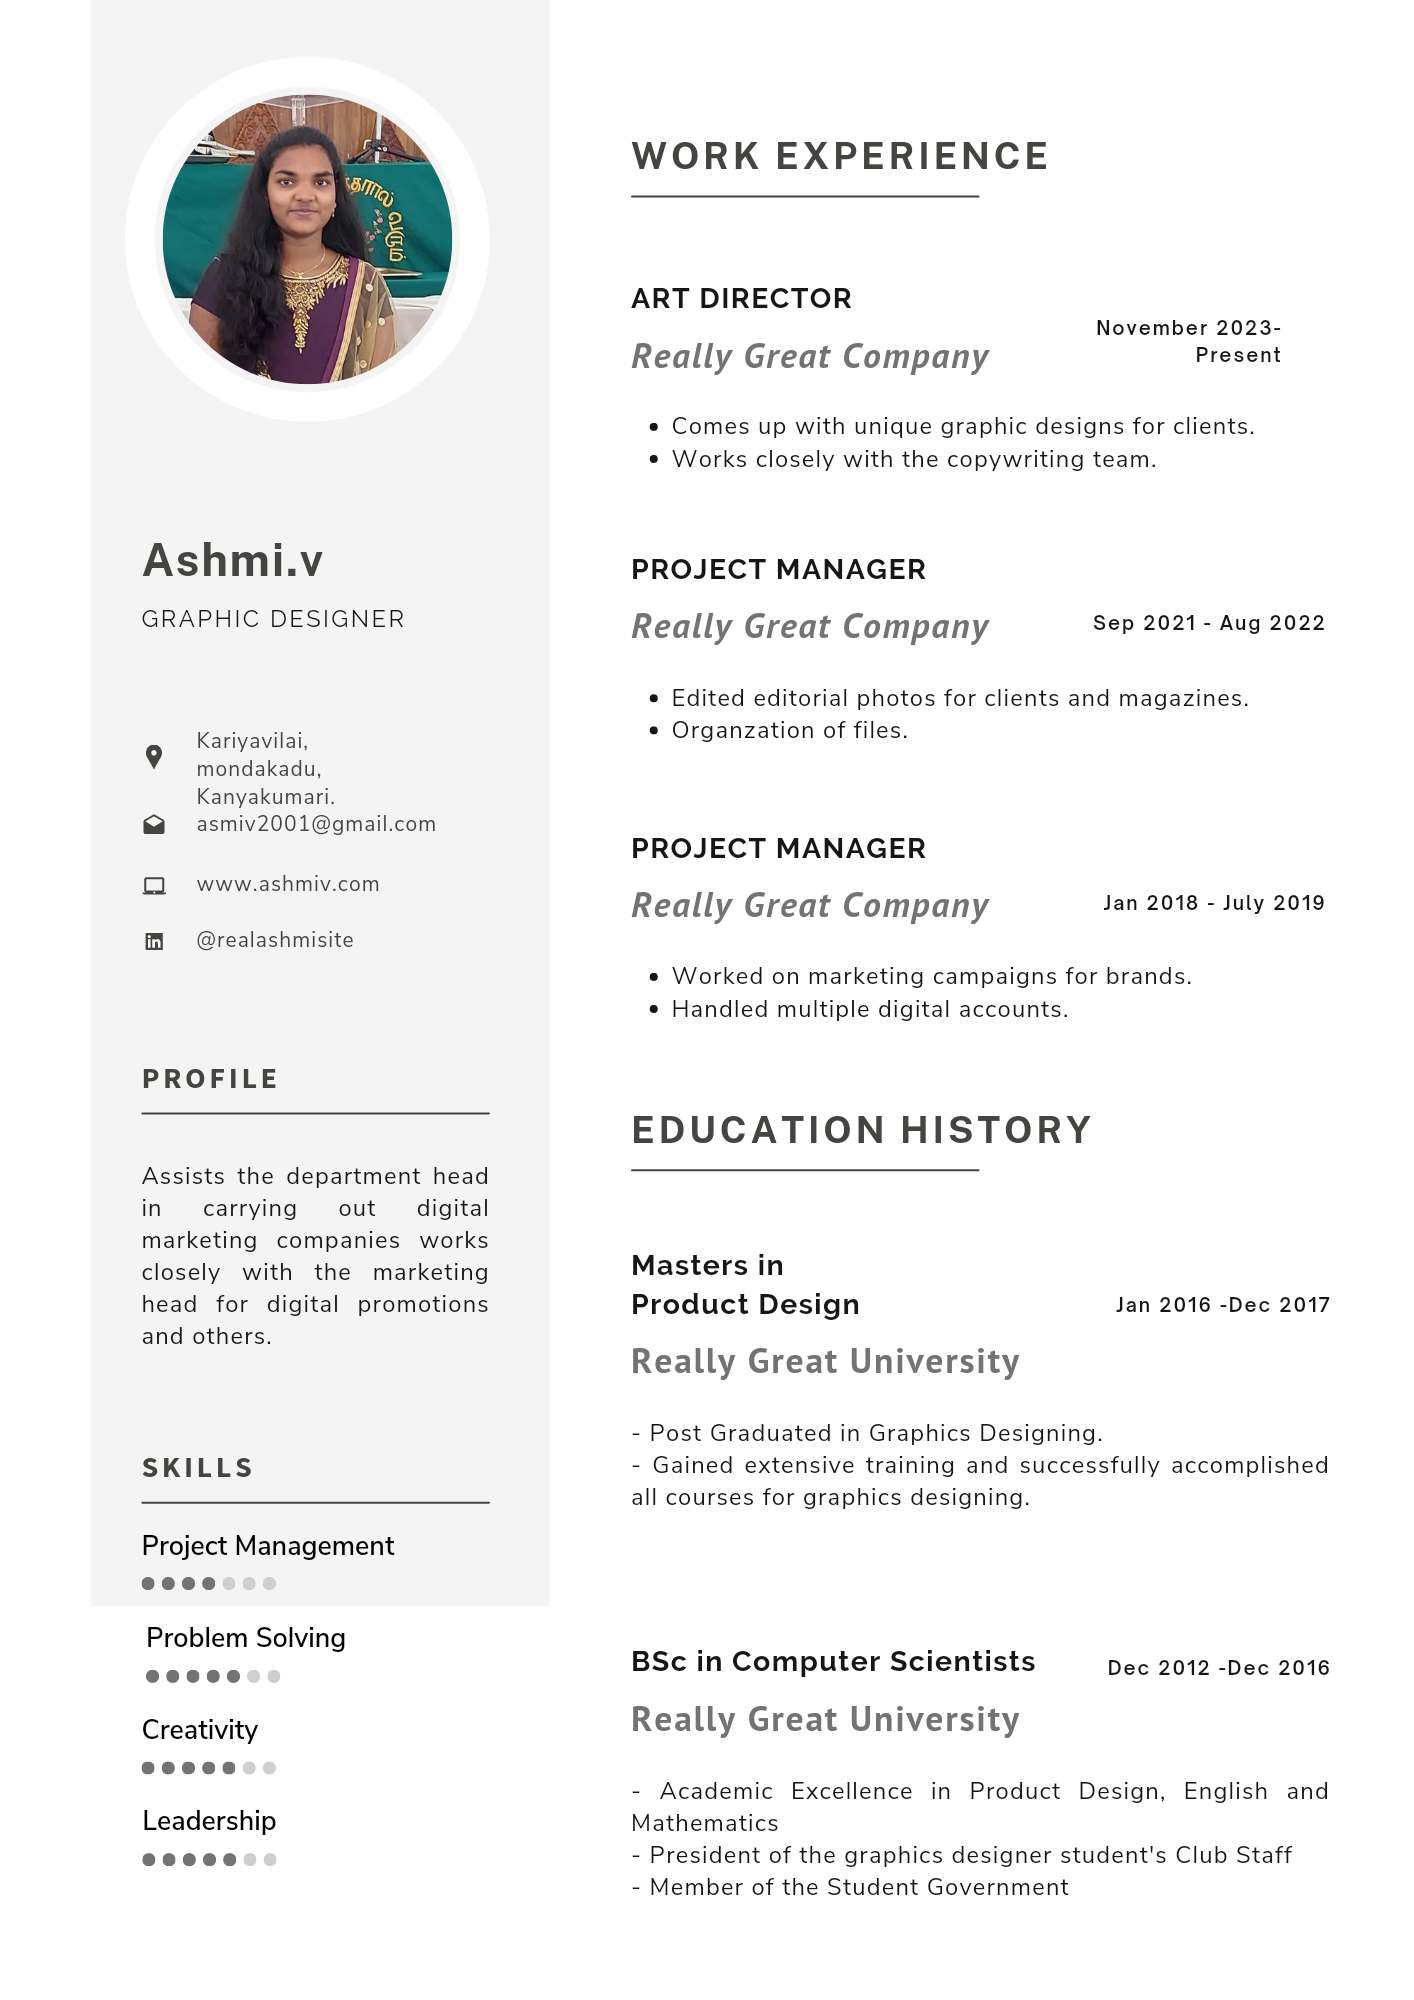 தரால் வரும்
Ashmi.v
GRAPHIC DESIGNER
Kariyavilai,
mondakadu,
Kanyakumari.
asmiv2001@gmail.com
www.ashmiv.com
@realashmisite
PROFILE
Assists the department head
in carrying out digital
marketing companies works
closely with the marketing
head for digital promotions
and others.
SKILLS
Project Management
Problem Solving
Creativity
Leadership
WORK EXPERIENCE
ART DIRECTOR
Really Great Company
November 2023-
Present
• Comes up with unique graphic designs for clients.
• Works closely with the copywriting team.
PROJECT MANAGER
Really Great Company
Sep 2021 - Aug 2022
• Edited editorial photos for clients and magazines.
• Organzation of files.
PROJECT MANAGER
Really Great Company
Jan 2018 - July 2019
• Worked on marketing campaigns for brands.
• Handled multiple digital accounts.
EDUCATION HISTORY
Masters in
Product Design
Jan 2016 -Dec 2017
Really Great University
- Post Graduated in Graphics Designing.
- Gained extensive training and successfully accomplished
all courses for graphics designing.
BSc in Computer Scientists
Dec 2012 -Dec 2016
Really Great University
- Academic Excellence in Product Design, English and
Mathematics
- President of the graphics designer student's Club Staff
- Member of the Student Government